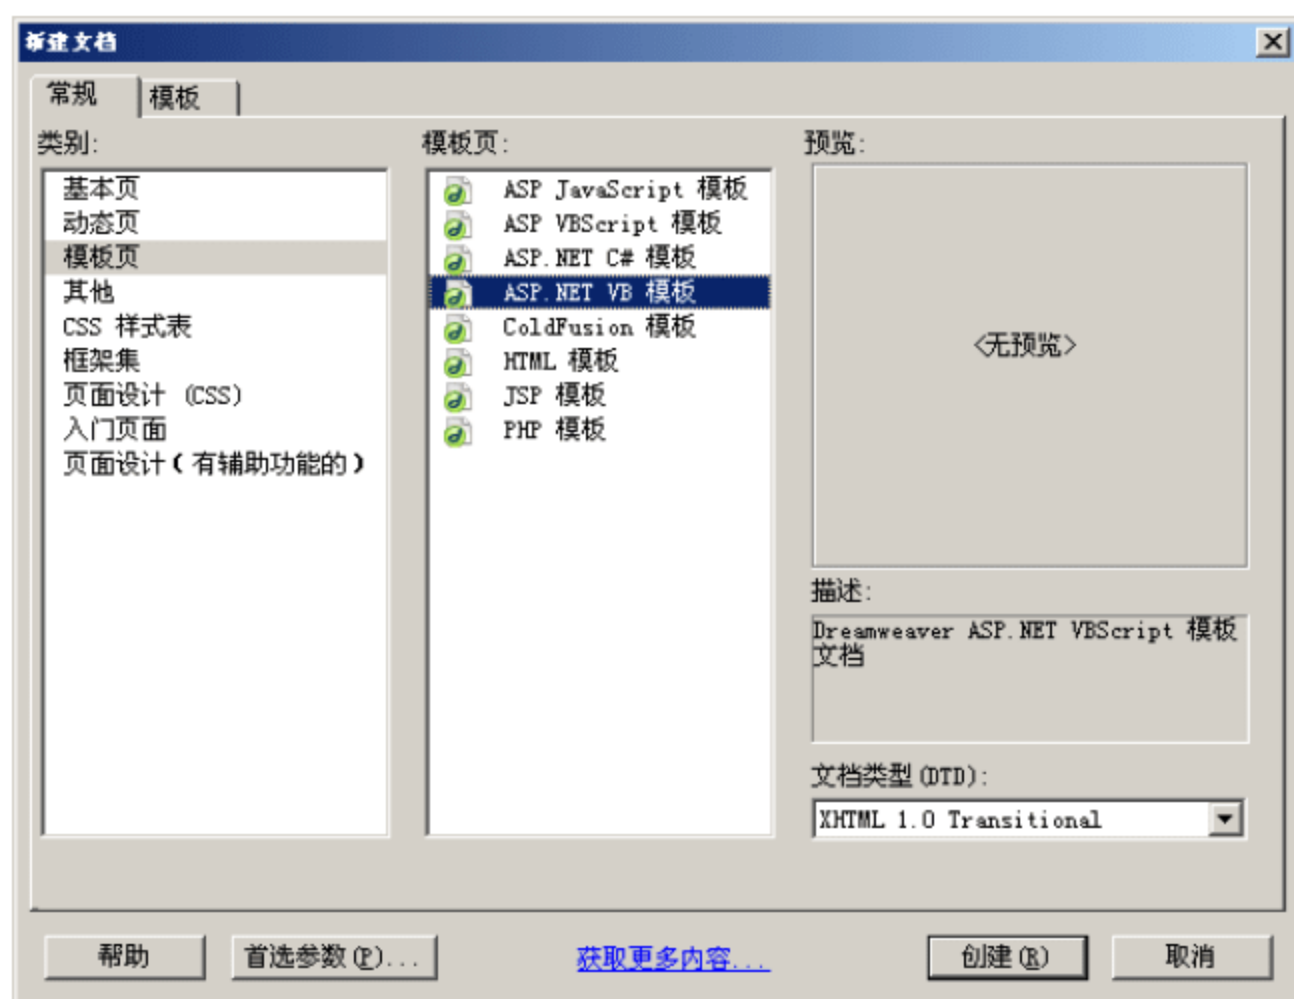 新建文档
常规
模板
类别:
基本页
动态页
模板页
其他
CSS 样式表
框架集
页面设计 (CSS)
入门页面
页面设计(有辅助功能的)
模板页:
ASP JavaScript 模板
ASP VBScript 模板
ASP.NET C# 模板
ASP.NET VB 模板
ColdFusion 模板
HTML 模板
JSP 模板
PHP 模板
预览:
<无预览>
描述:
Dreamweaver ASP.NET VBScript 模板
文档
文档类型(DTD):
XHTML 1.0 Transitional
帮助
首选参数(P)...
获取更多内容...
创建(R)
取消